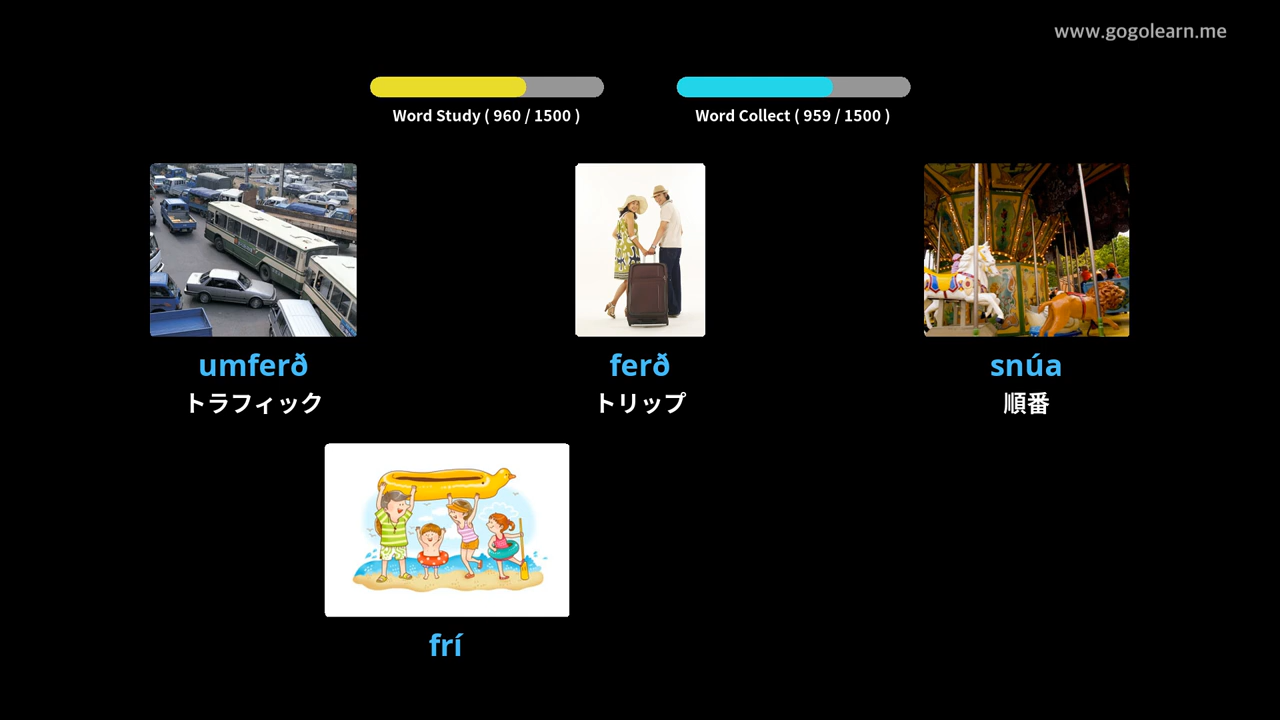 www.gogolearn.me
Word Study ( 960 / 1500 )
Word Collect ( 959 / 1500 )
umferð
ferð
snúa
トラフィック
トリップ
順番
frí